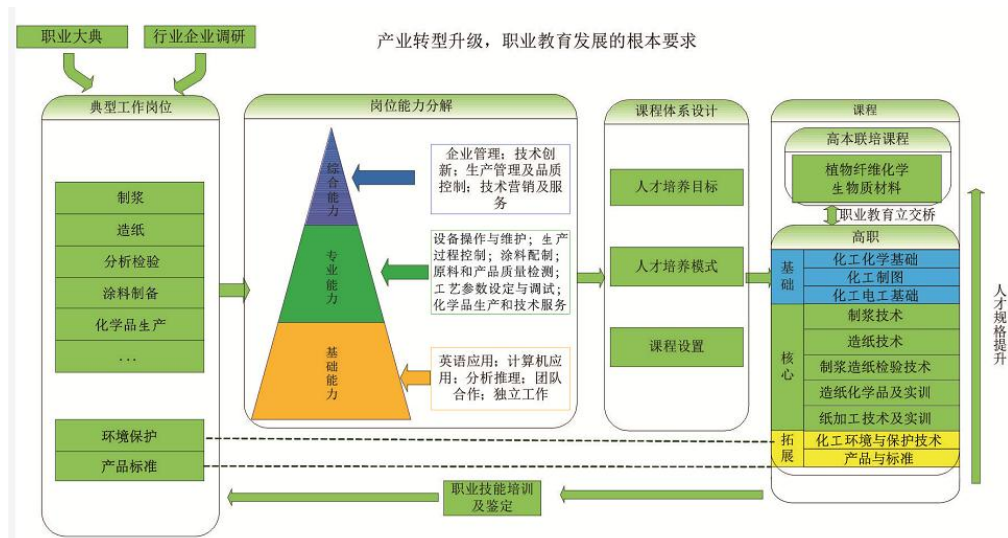 职业大典
行业企业调研
产业转型升级，职业教育发展的根本要求
典型工作岗位
制浆
造纸
分析检验
涂料制备
化学品生产
...
环境保护
产品标准
岗位能力分解
综合能力
企业管理；技术创
新；生产管理及品质
控制；技术营销及服
务
专业能力
设备操作与维护；生产
过程控制；涂料配制；
原料和产品质量检测；
工艺参数设定与调试；
化学品生产和技术服务
基础能力
英语应用；计算机应
用；分析推理；团队
合作；独立工作
课程体系设计
人才培养目标
人才培养模式
课程设置
课程
高本联培课程
植物纤维化学
生物质材料
职业教育立交桥
高职
基础
化工化学基础
化工制图
化工电工基础
核心
制浆技术
造纸技术
制浆造纸检验技术
造纸化学品及实训
纸加工技术及实训
拓展
化工环境与保护技术
产品与标准
人才规格提升
职业技能培训
及鉴定